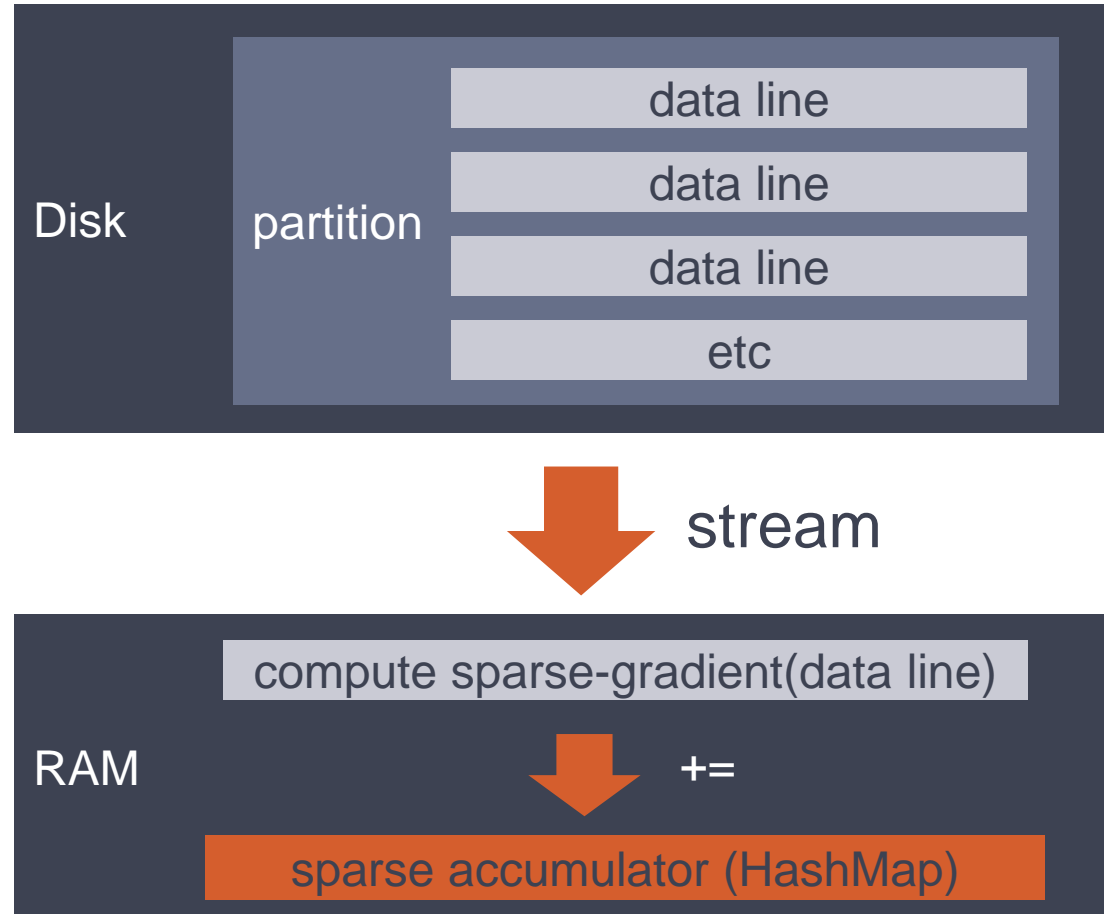 Disk
partition
data line
data line
data line
etc
stream
RAM
compute sparse-gradient(data line)
+=
sparse accumulator (HashMap)